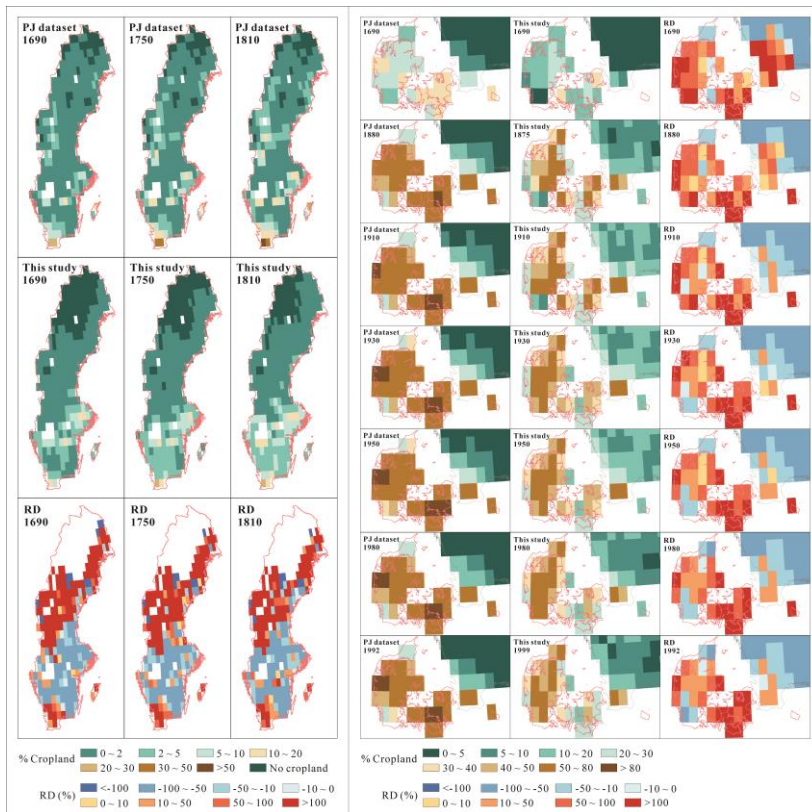 PJ dataset
1690
PJ dataset
1750
PJ dataset
1810
This study
1690
This study
1750
This study
1810
RD
1690
RD
1750
RD
1810
% Cropland
0 ~ 2
2 ~ 5
5 ~ 10
10 ~ 20
20 ~ 30
30 ~ 50
>50
No cropland
RD (%)
<-100
-100 ~ -50
-50 ~ -10
-10 ~ 0
0 ~ 10
10 ~ 50
50 ~ 100
>100
PJ dataset
1690
This study
1690
RD
1690
PJ dataset
1880
This study
1875
RD
1880
PJ dataset
1910
This study
1910
RD
1910
PJ dataset
1930
This study
1930
RD
1930
PJ dataset
1950
This study
1950
RD
1950
PJ dataset
1980
This study
1980
RD
1980
PJ dataset
1992
This study
1999
RD
1992
% Cropland
0 ~ 5
5 ~ 10
10 ~ 20
20 ~ 30
30 ~ 40
40 ~ 50
50 ~ 80
> 80
RD (%)
<-100
-100 ~ -50
-50 ~ -10
-10 ~ 0
0 ~ 10
10 ~ 50
50 ~ 100
>100